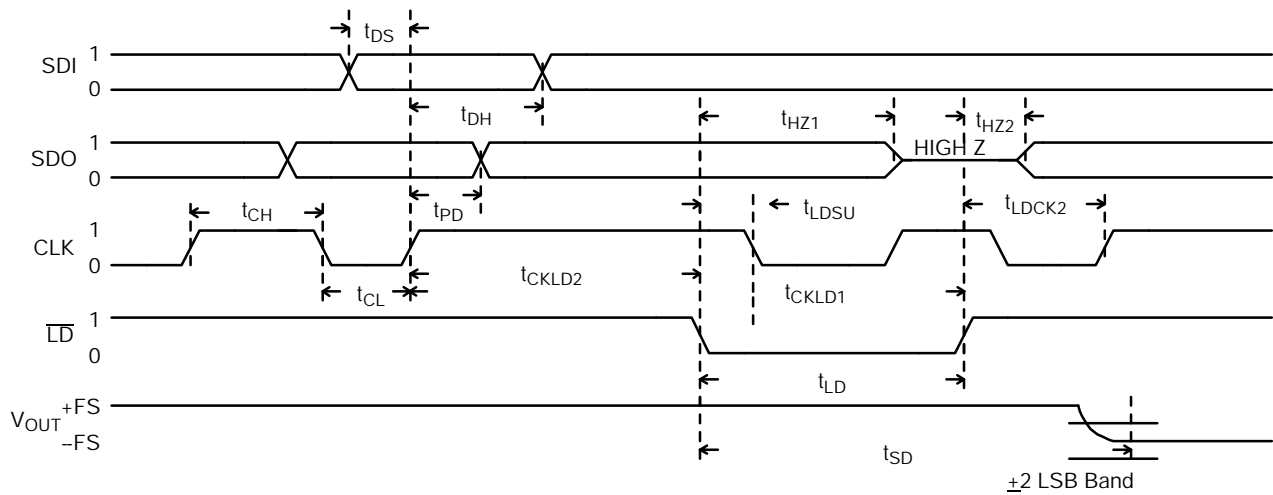 tDS
SDI 1
0
tDH
tHZ1
tHZ2
SDO 1
0
HIGH Z
tCH
tPD
tLDSU
tLDCK2
CLK 1
0
tCL
tCKLD2
tCKLD1
LD 1
0
tLD
VOUT +FS
–FS
tSD
±2 LSB Band